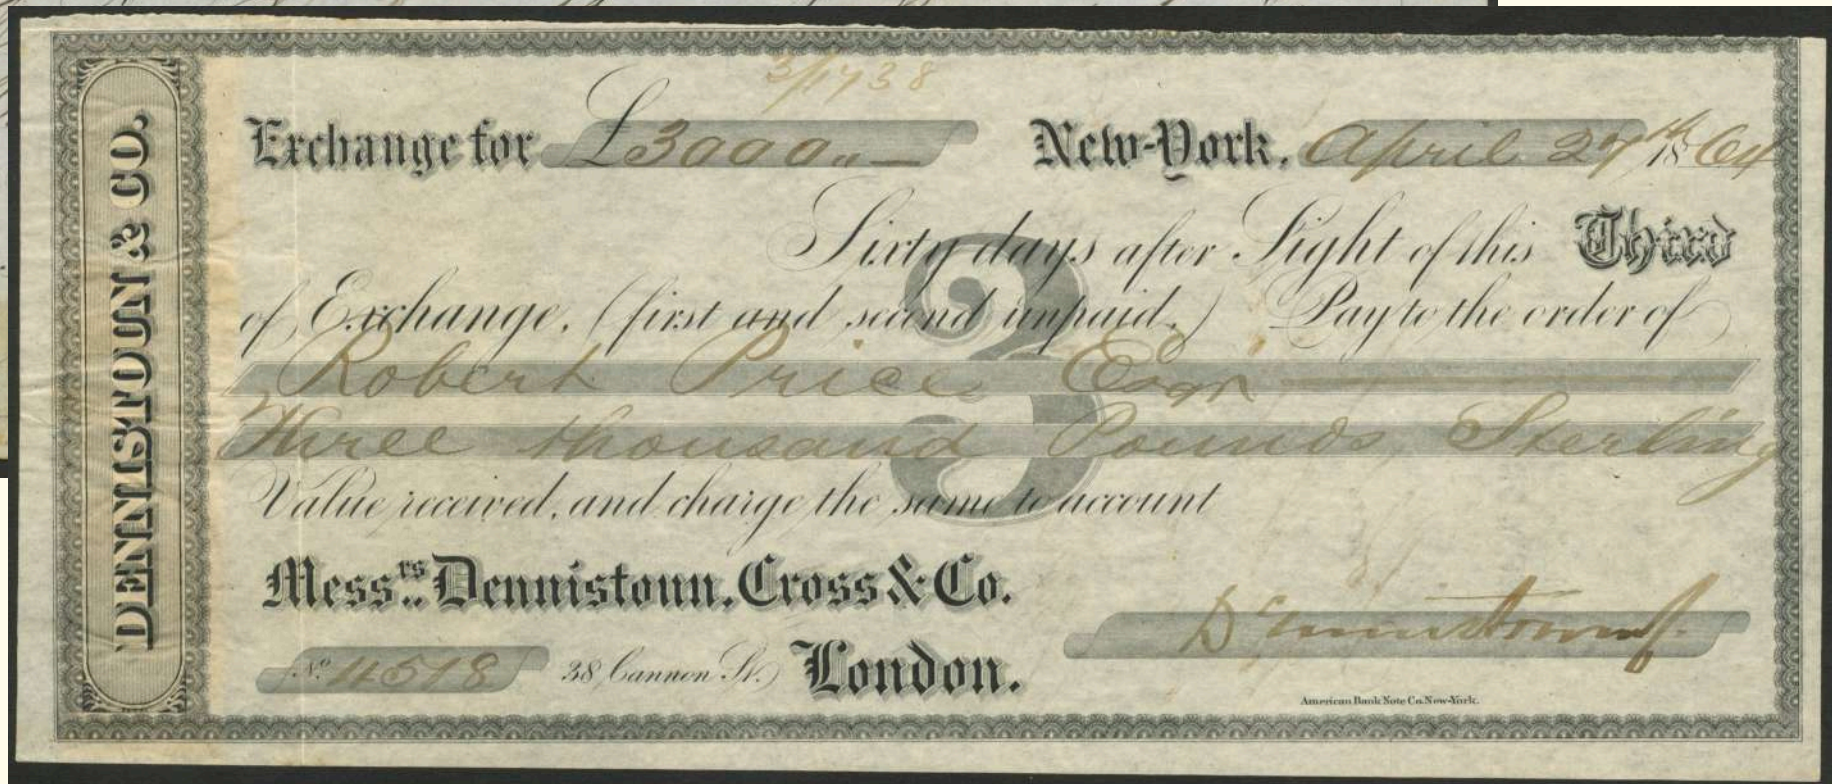 DENNISTOUN & CO.
3/1738
Exchange for £3000,,— New-York, April 27th 1864
Sixty days after Sight of this Third
of Exchange, (first and second unpaid,) Pay to the order of
Robert Price Esqr
Three thousand Pounds Sterling
Value received, and charge the same to account
3
Messrs. Dennistoun, Cross & Co.
No. 4518 38 Cannon St. London.
Dennistoun
American Bank Note Co. New-York.